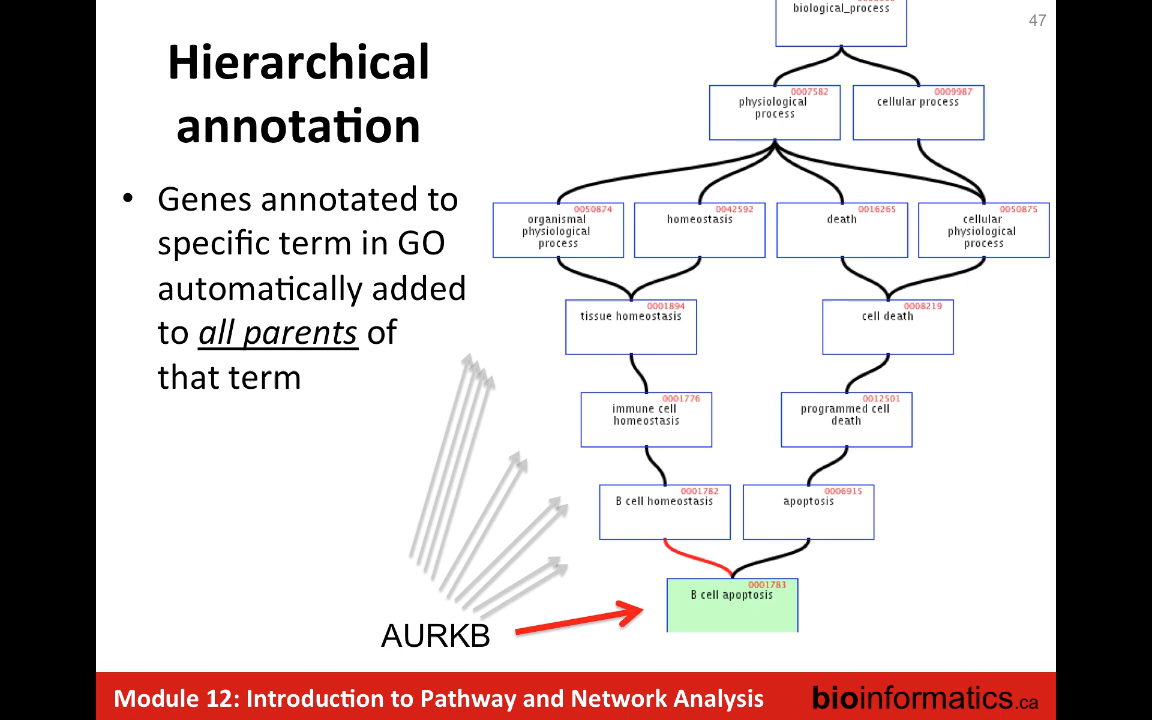 47
Hierarchical
annotation
• Genes annotated to
specific term in GO
automatically added
to all parents of
that term
biological_process
0007582
physiological
process
0009987
cellular process
0050874
organismal
physiological
process
0042592
homeostasis
0016265
death
0050875
cellular
physiological
process
0001894
tissue homeostasis
0008219
cell death
0001776
immune cell
homeostasis
0012501
programmed cell
death
0001782
B cell homeostasis
0006915
apoptosis
0001783
B cell apoptosis
AURKB
Module 12: Introduction to Pathway and Network Analysis
bioinformatics.ca